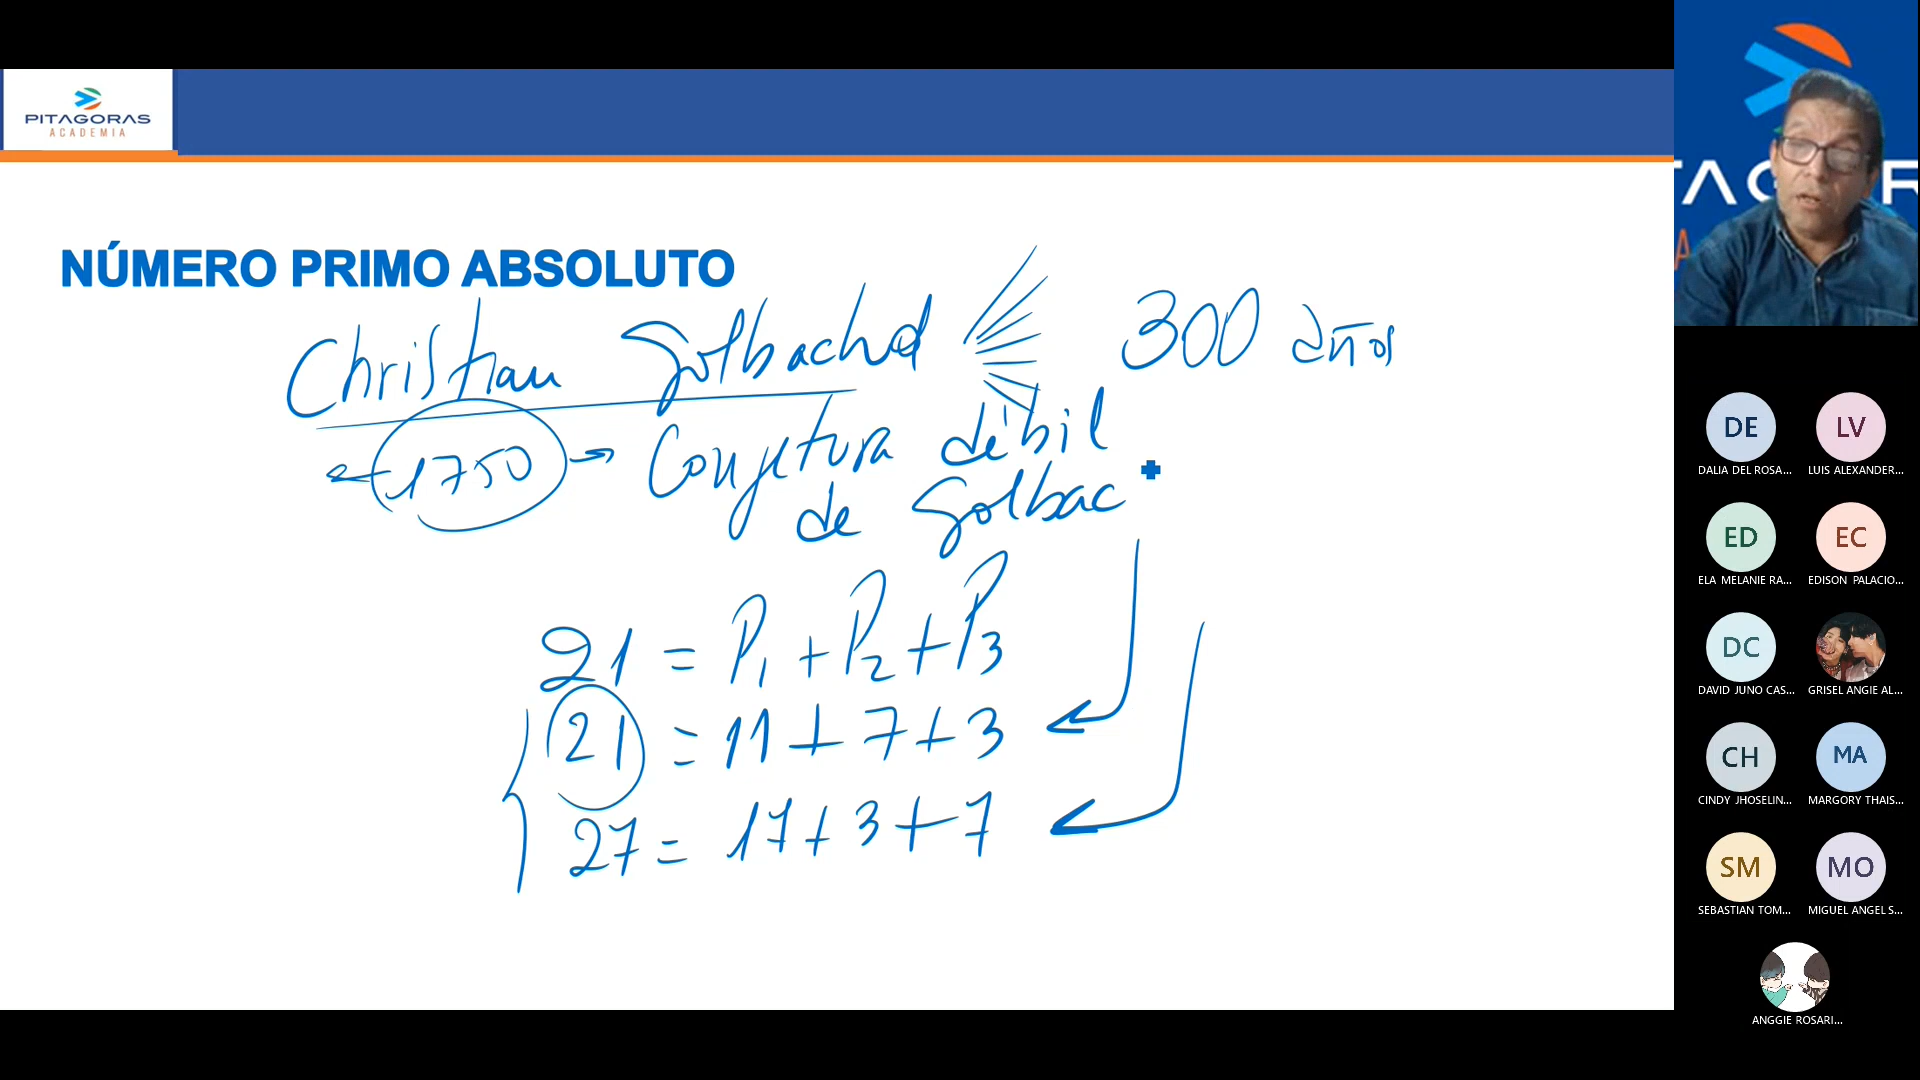 PITAGORAS
ACADEMIA
NÚMERO PRIMO ABSOLUTO
Christian Golbach
300 años
1750 → Conjetura débil
de Golbac
21 = P1 + P2 + P3
21 = 11 + 7 + 3
27 = 17 + 3 + 7
DE
LV
DALIA DEL ROSA...
LUIS ALEXANDER...
ED
EC
ELA MELANIE RA...
EDISON PALACIO...
DC
DAVID JUNO CAS...
GRISEL ANGIE AL...
CH
MA
CINDY JHOSELIN...
MARGORY THAIS...
SM
MO
SEBASTIAN TOM...
MIGUEL ANGEL S...
ANGGIE ROSARI...